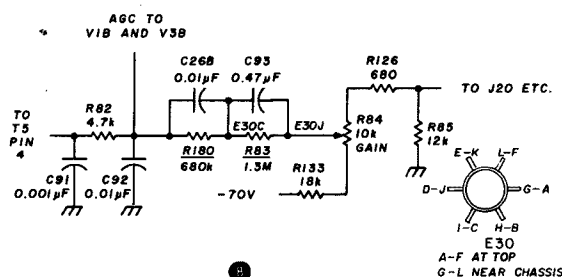 AGC TO
V1B AND V3B
C26B
0.01µF
C93
0.47µF
R126
680
TO J20 ETC.
TO
T5
PIN
4
R82
4.7k
E30C
E30J
R84
10k
GAIN
R85
12k
R180
680k
R83
1.3M
C91
0.001µF
C92
0.01µF
-70V
R133
18k
E-K
L-F
D-J
G-A
I-C
H-B
E30
A-F AT TOP
G-L NEAR CHASSIS
B